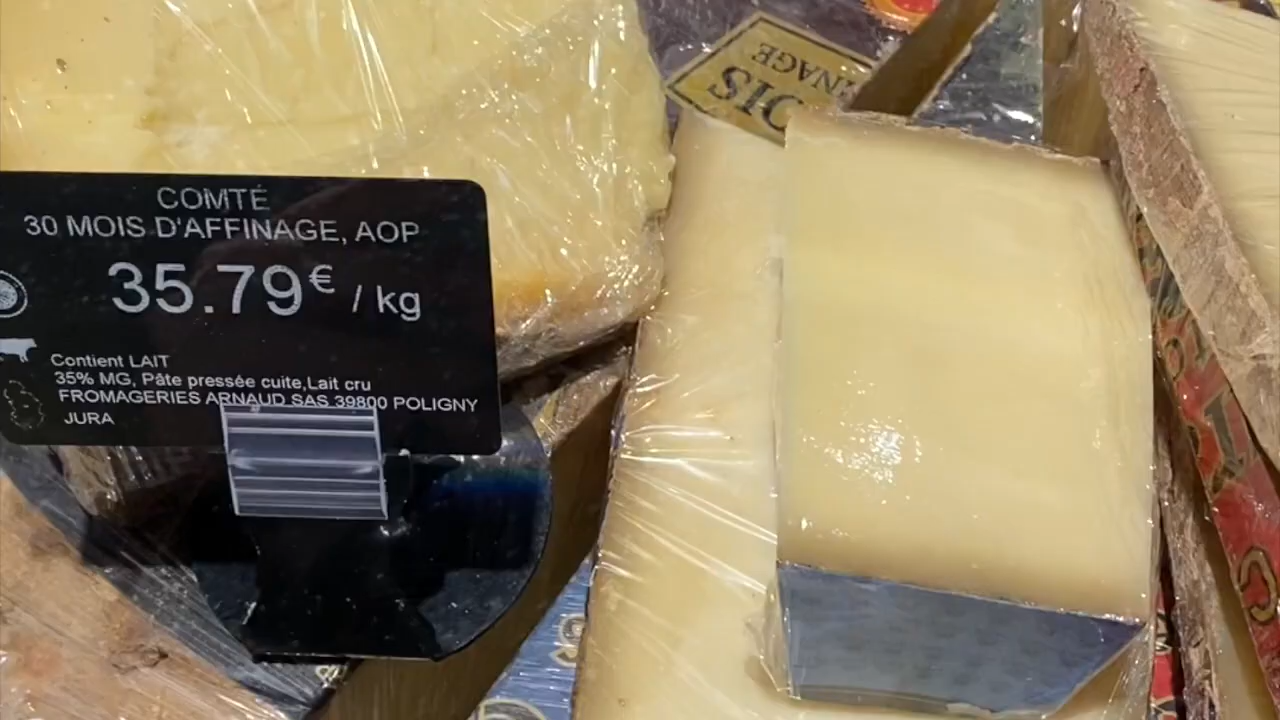 COMTÉ
30 MOIS D'AFFINAGE, AOP
35.79€ / kg
Contient LAIT
35% MG, Pâte pressée cuite,Lait cru
FROMAGERIES ARNAUD SAS 39800 POLIGNY
JURA